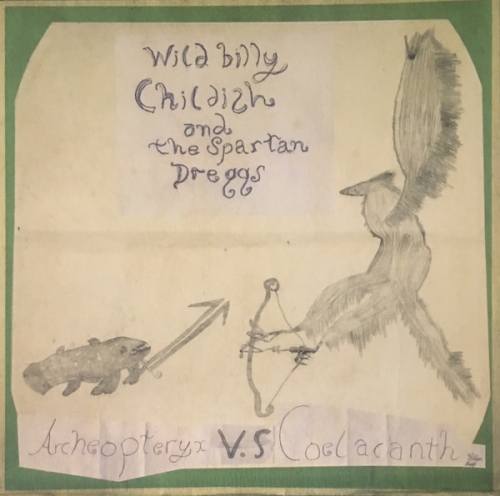 Wild billy
Childish
and
the Spartan
Dreggs
Archeopteryx V.S Coelacanth